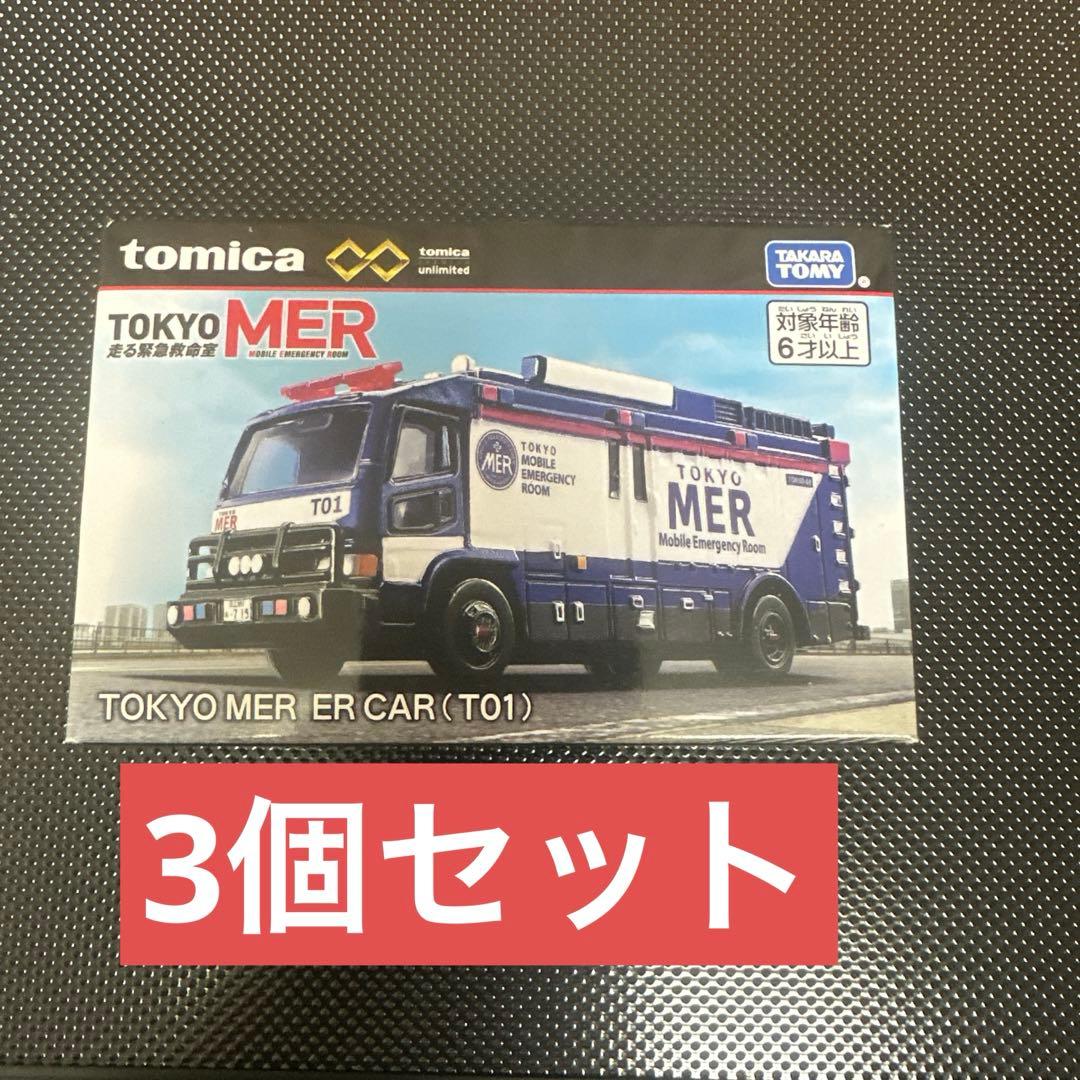 tomica
tomica
unlimited
TAKARA
TOMY
TOKYO MER
走る緊急救命室
MOBILE EMERGENCY ROOM
たいしょうねんれい
対象年齢
さいいじょう
6才以上
T01
TOKYO
MER
MER
TOKYO
MOBILE
EMERGENCY
ROOM
TOKYO
MER
Mobile Emergency Room
TOKYO MER ER CAR(T01)
3個セット